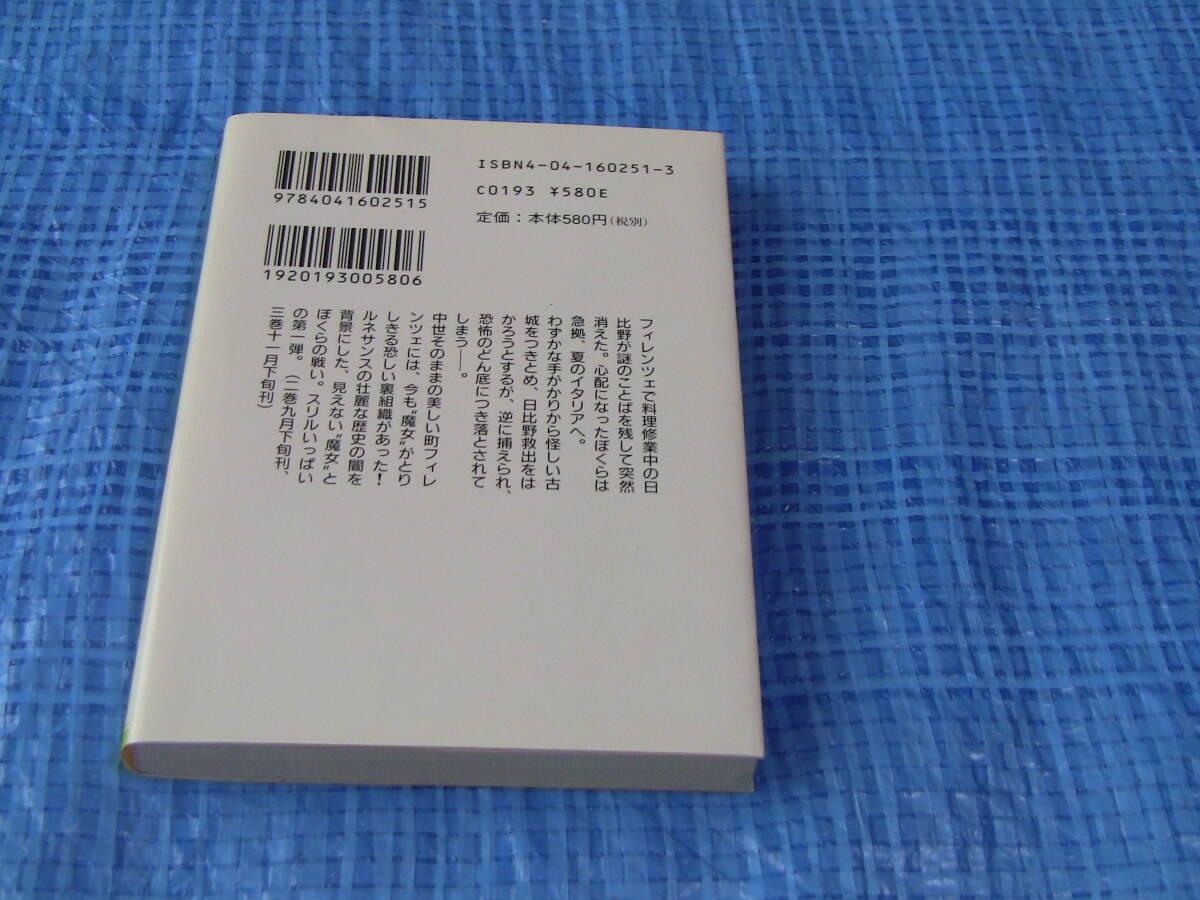 9784041602515
1920193005806
ISBN4-04-160251-3
C0193 ¥580E
定価：本体580円（税別）
フィレンツェで料理修業中の日
比野が謎のことばを残して突然
消えた。心配になったぼくらは
急拠、夏のイタリアへ。
わずかな手がかりから怪しい古
城をつきとめ、日比野救出をは
かろうとするが、逆に捕えられ、
恐怖のどん底につき落とされて
しまう――。
中世そのままの美しい町フィレ
ンツェには、今も〝魔女〟がとり
しきる恐しい裏組織があった！
ルネサンスの壮麗な歴史の闇を
背景にした、見えない〝魔女〟と
ぼくらの戦い。スリルいっぱい
の第一弾。（二巻九月下旬刊、
三巻十一月下旬刊）